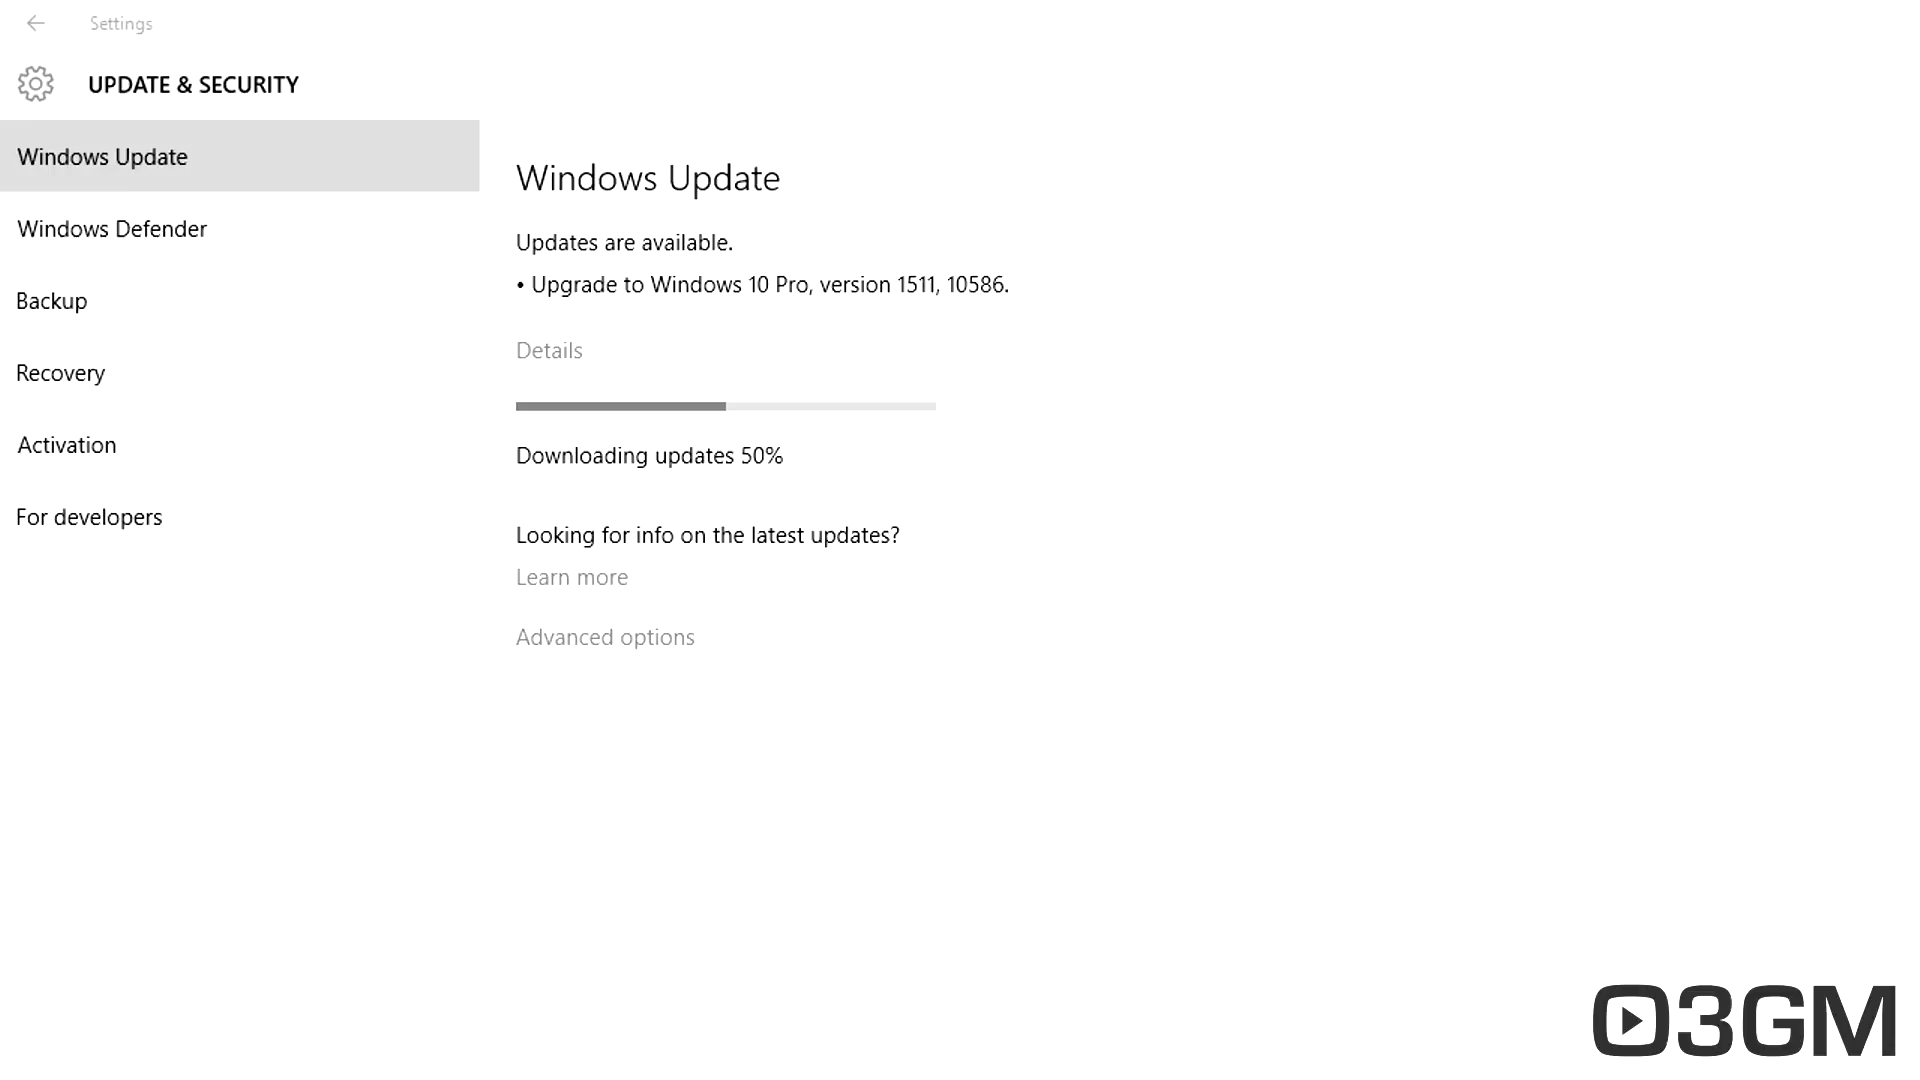 Settings
UPDATE & SECURITY
Windows Update
Windows Defender
Backup
Recovery
Activation
For developers
Windows Update
Updates are available.
• Upgrade to Windows 10 Pro, version 1511, 10586.
Details
Downloading updates 50%
Looking for info on the latest updates?
Learn more
Advanced options
O3GM